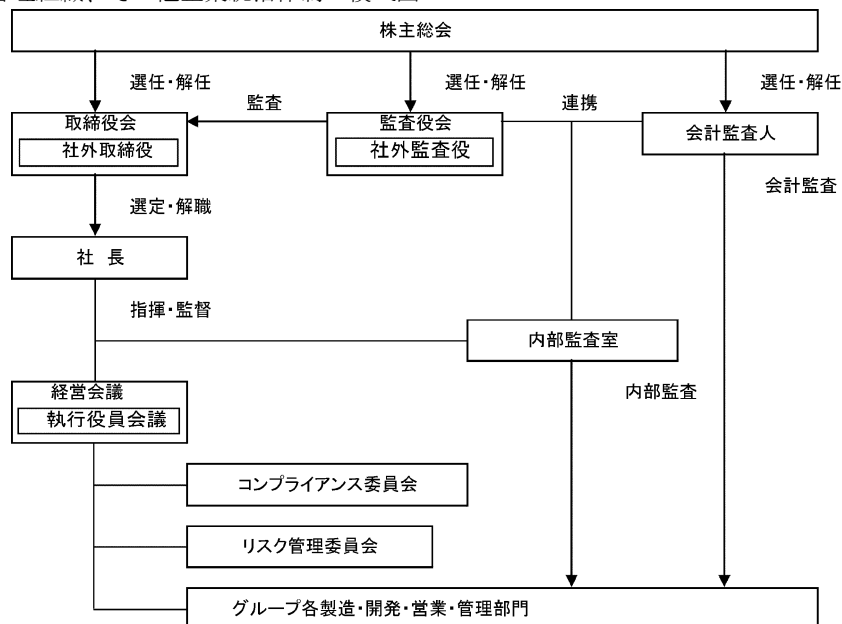 株主総会
選任・解任
選任・解任
選任・解任
取締役会
社外取締役
監査
監査役会
社外監査役
連携
会計監査人
会計監査
選定・解職
社 長
指揮・監督
内部監査室
内部監査
経営会議
執行役員会議
コンプライアンス委員会
リスク管理委員会
グループ各製造・開発・営業・管理部門